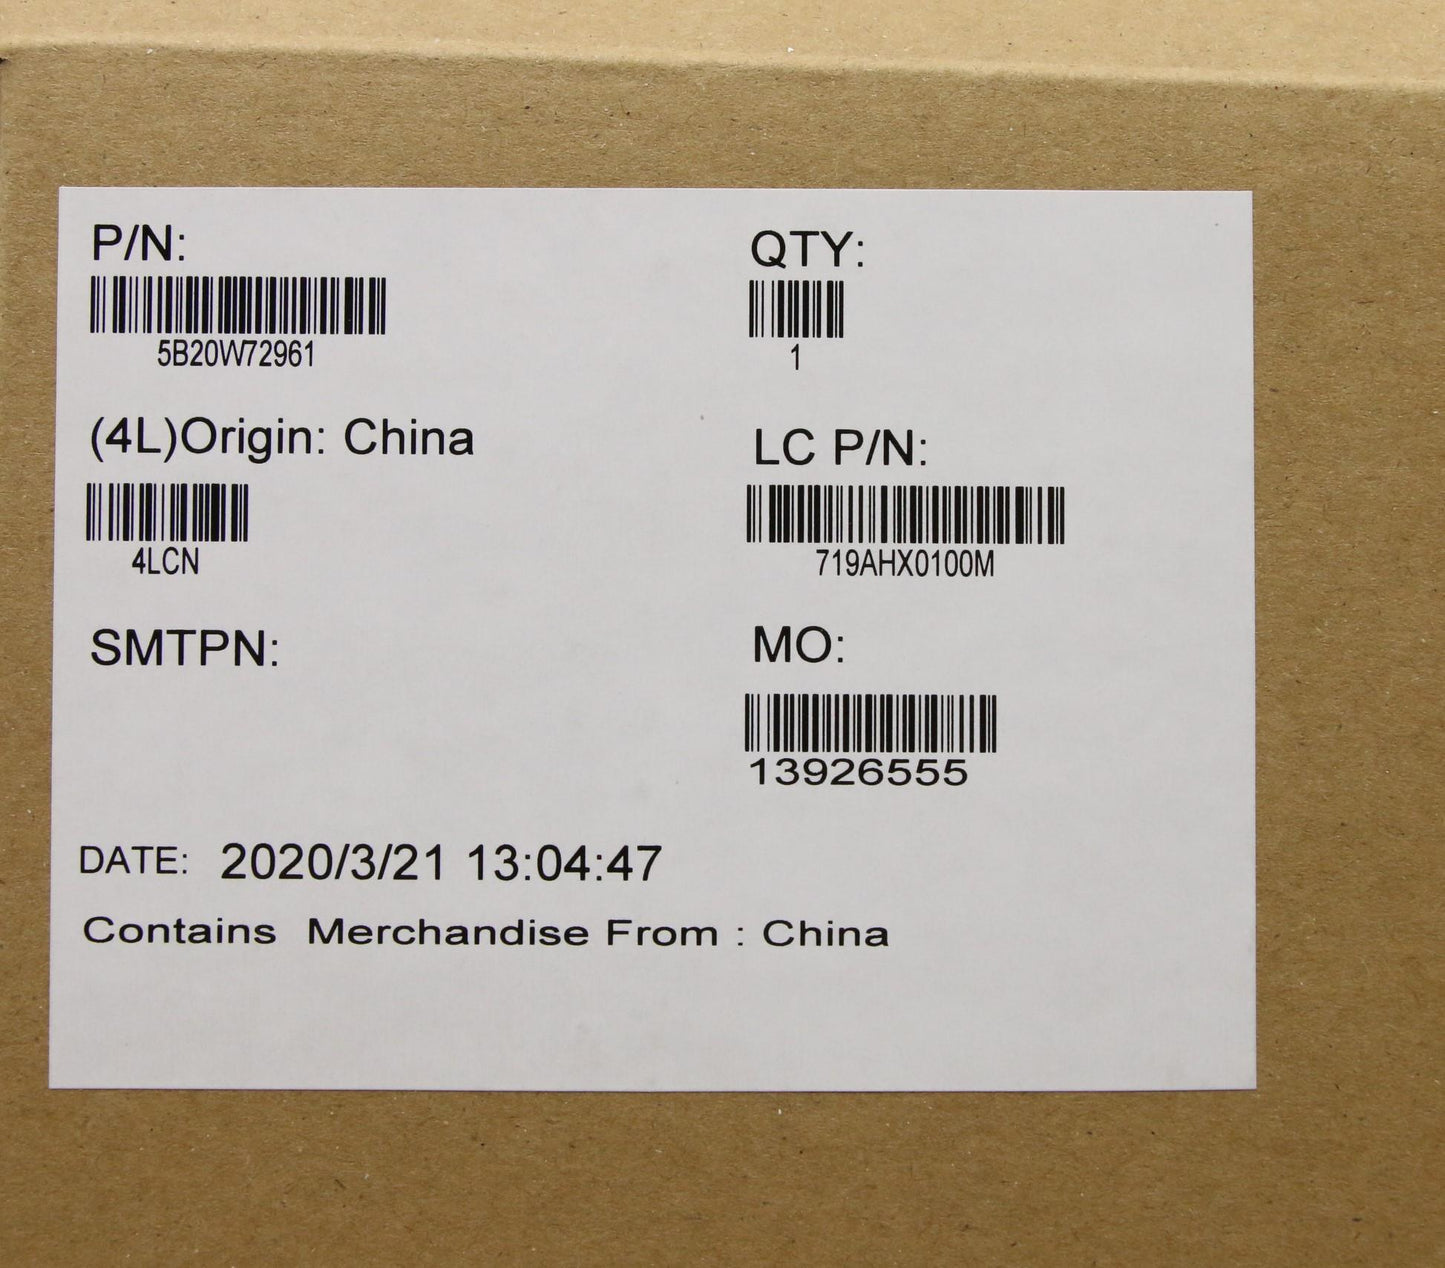 P/N:
5B20W72961
QTY:
1
(4L)Origin: China
4LCN
LC P/N:
719AHX0100M
SMTPN:
MO:
13926555
DATE: 2020/3/21 13:04:47
Contains Merchandise From : China